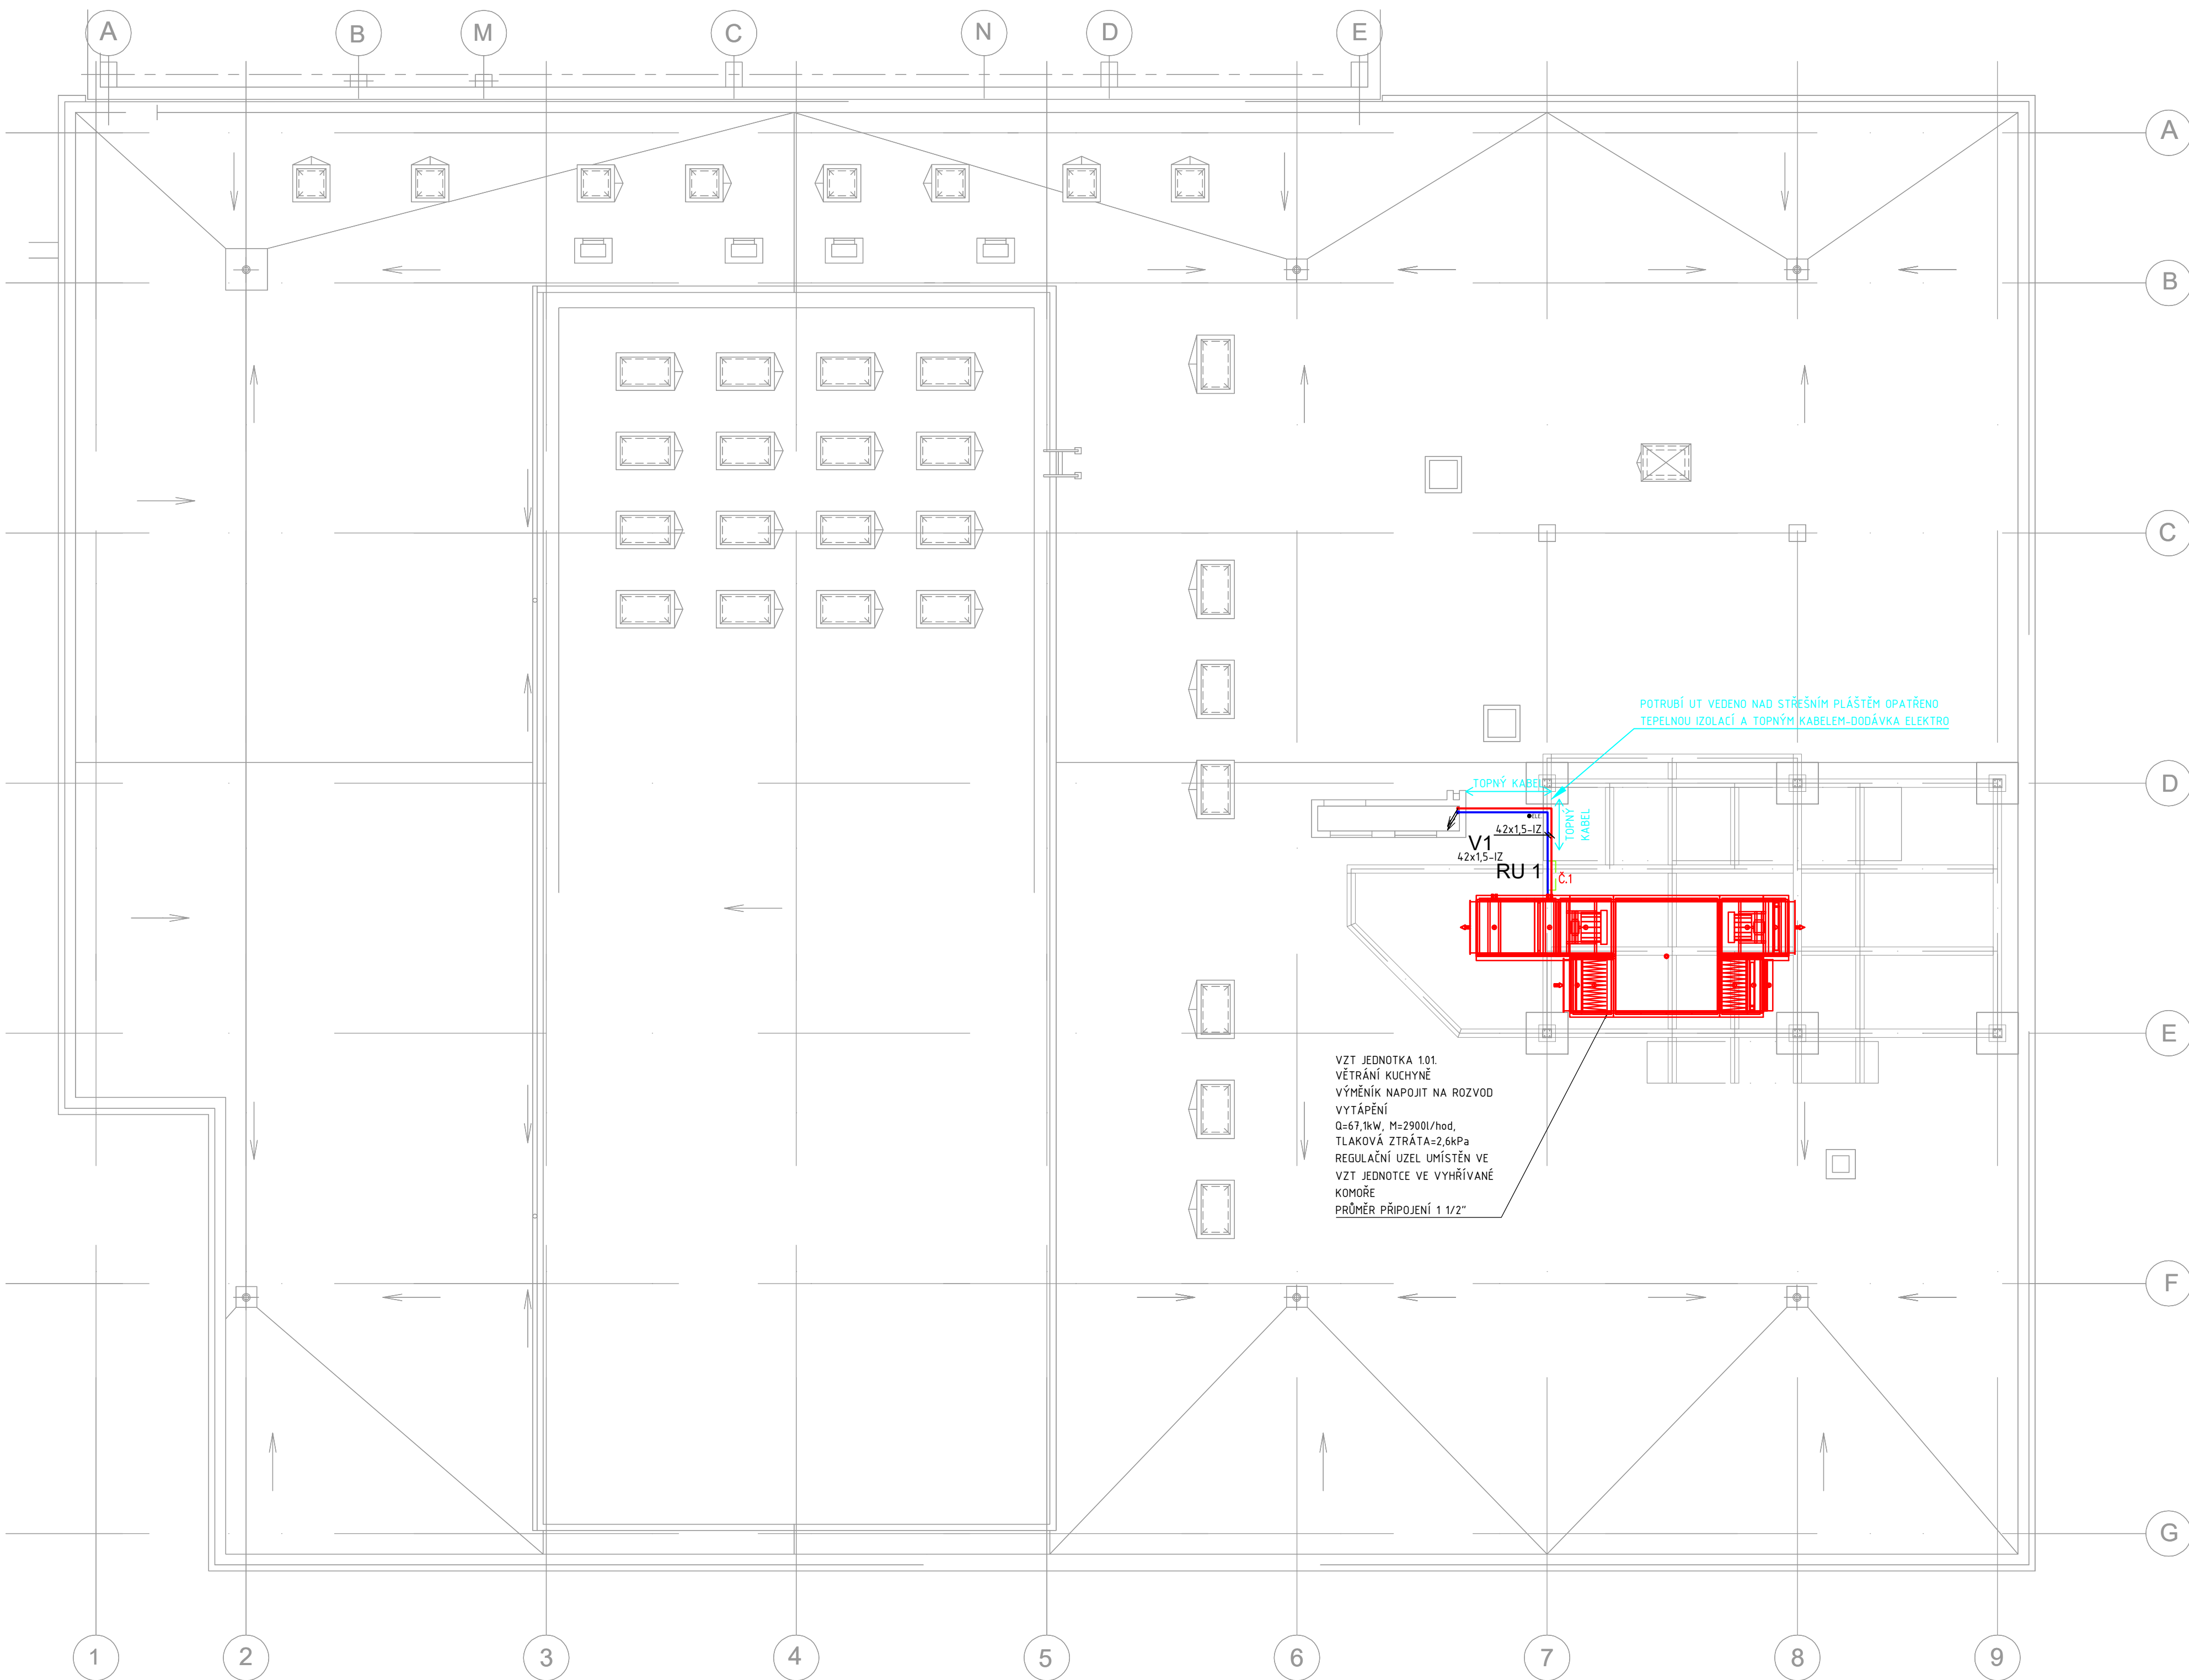 A
B
M
C
N
D
E
A
B
C
POTRUBÍ UT VEDENO NAD STŘEŠNÍM PLÁŠTĚM OPATŘENO
TEPELNOU IZOLACÍ A TOPNÝM KABELEM-DODÁVKA ELEKTRO
D
TOPNÝ KABEL
TOPNÝ
KABEL
ELE.
42x1,5-IZ
V1
42x1,5-IZ
RU 1
Č.1
E
VZT JEDNOTKA 1.01.
VĚTRÁNÍ KUCHYNĚ
VÝMĚNÍK NAPOJIT NA ROZVOD
VYTÁPĚNÍ
Q=67,1kW, M=2900l/hod,
TLAKOVÁ ZTRÁTA=2,6kPa
REGULAČNÍ UZEL UMÍSTĚN VE
VZT JEDNOTCE VE VYHŘÍVANÉ
KOMOŘE
PRŮMĚR PŘIPOJENÍ 1 1/2"
F
G
1
2
3
4
5
6
7
8
9